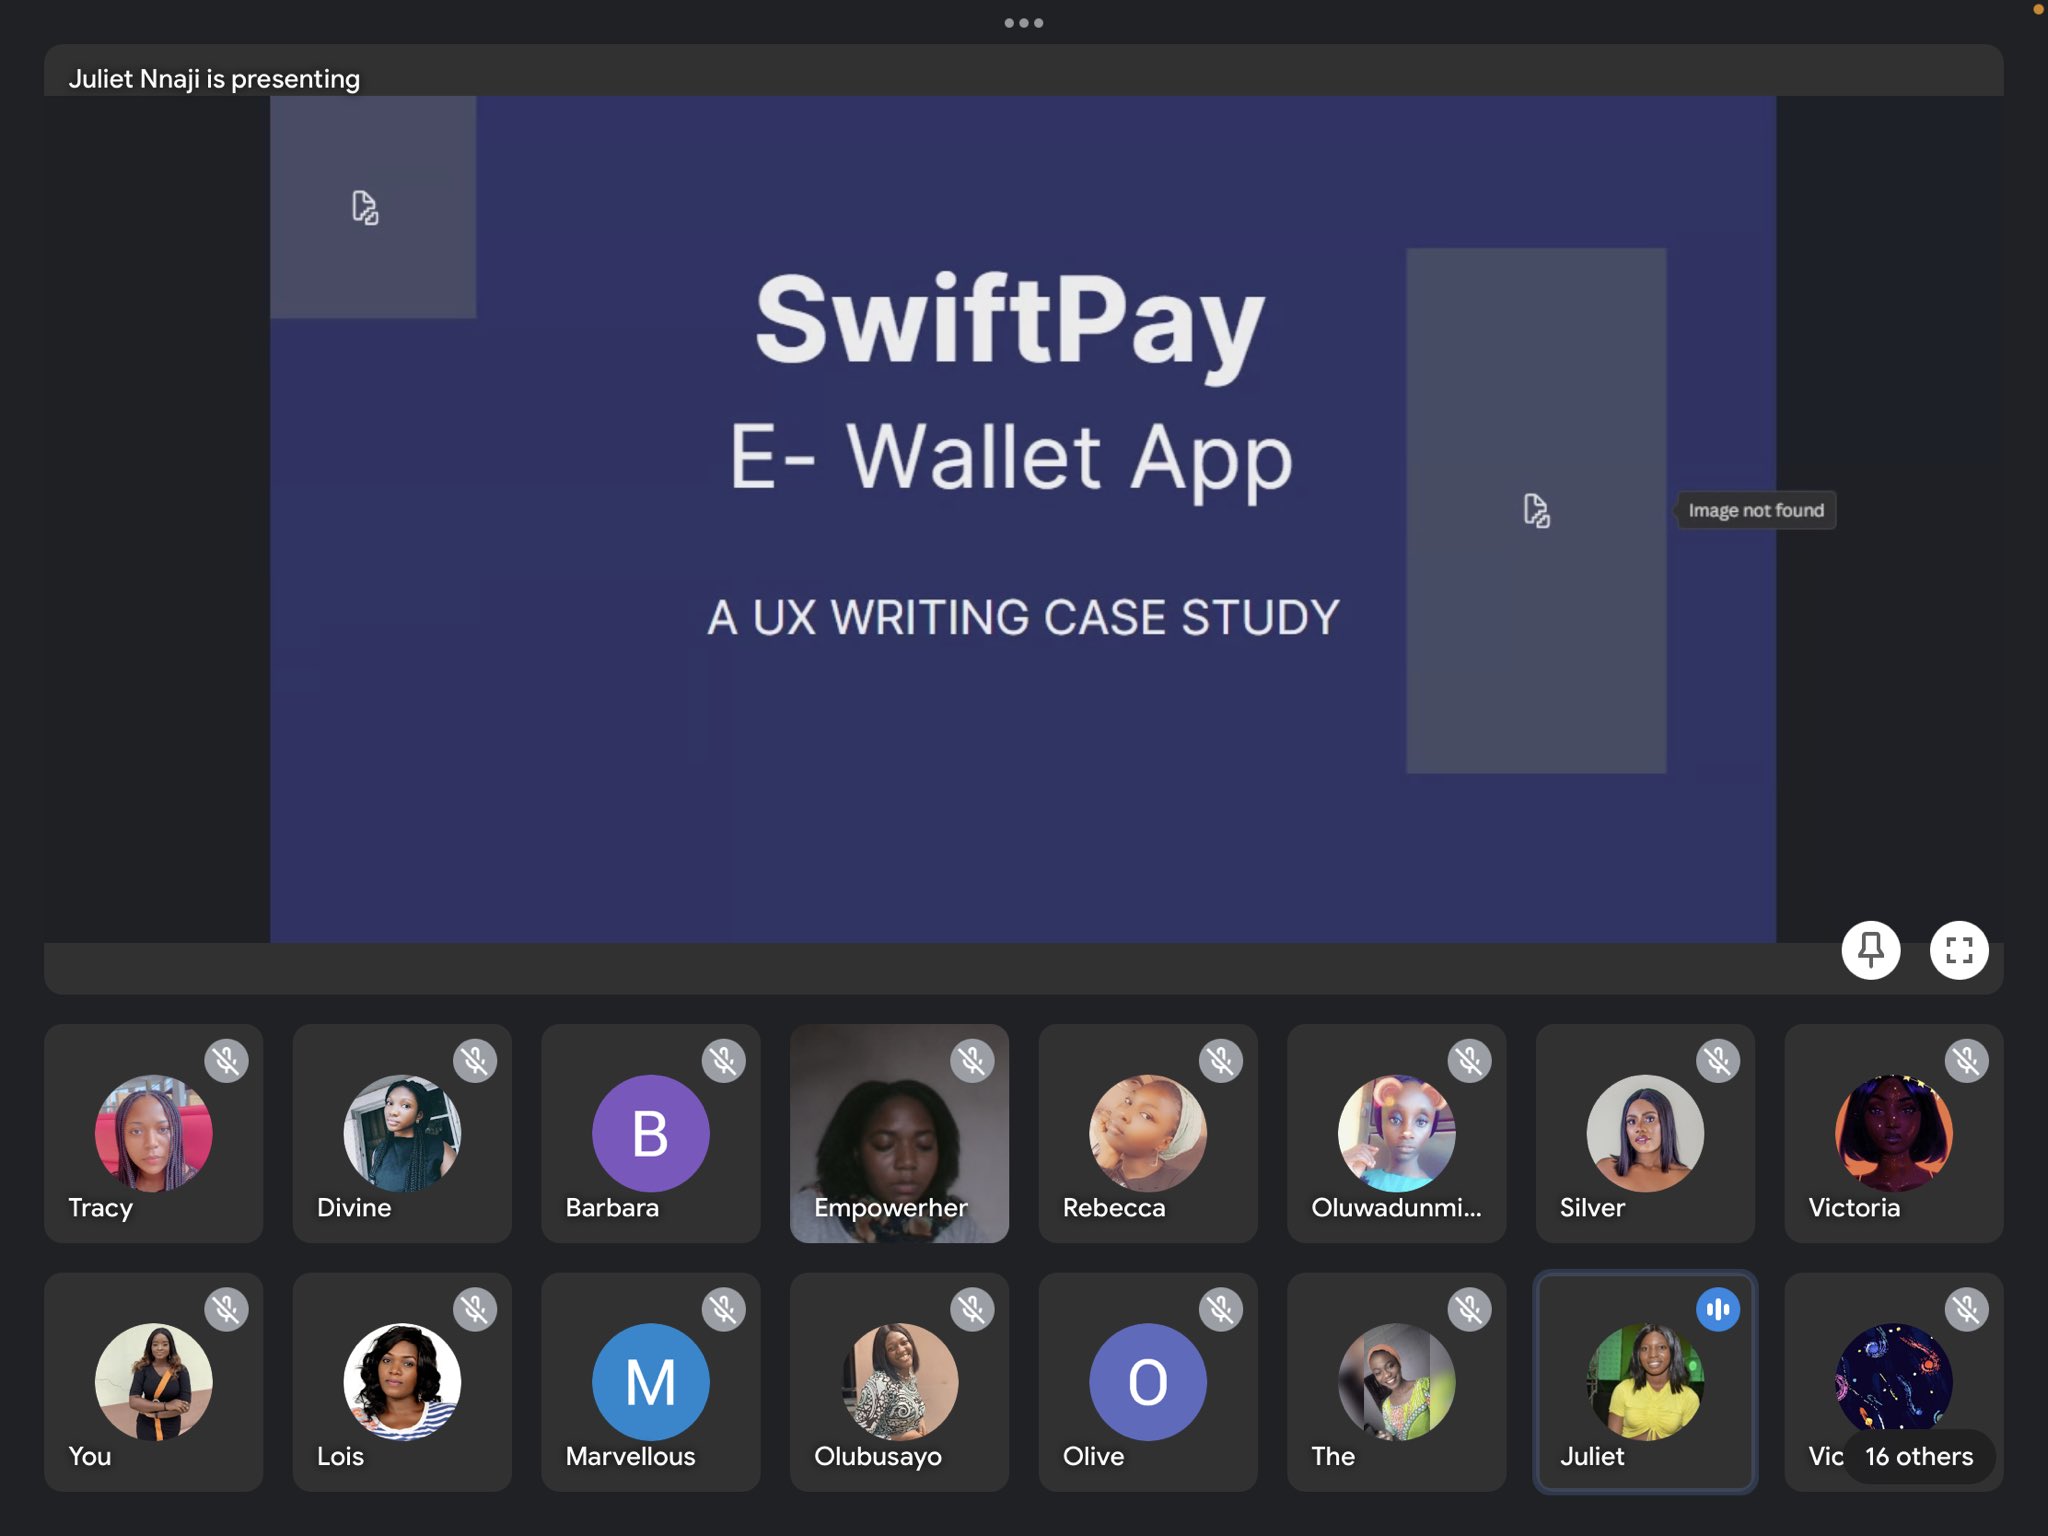 Juliet Nnaji is presenting
SwiftPay
E- Wallet App
Image not found
A UX WRITING CASE STUDY
Tracy
Divine
B
Barbara
Empowerher
Rebecca
Oluwadunmi...
Silver
Victoria
You
Lois
M
Marvellous
Olubusayo
O
Olive
The
Juliet
Vic
16 others